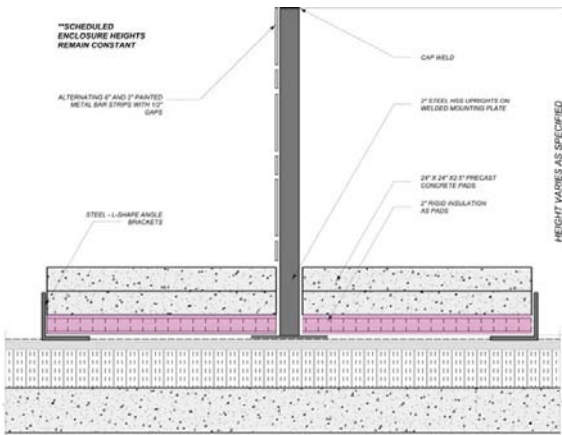 **SCHEDULED
ENCLOSURE HEIGHTS
REMAIN CONSTANT
CAP WELD
ALTERNATING 6" AND 2" PAINTED
METAL BAR STRIPS WITH 1/2"
GAPS
2" STEEL HSS UPRIGHTS ON
WELDED MOUNTING PLATE
HEIGHT VARIES AS SPECIFIED
24" X 24" X2.5" PRECAST
CONCRETE PADS
2" RIGID INSULATION
AS PADS
STEEL - L-SHAPE ANGLE
BRACKETS